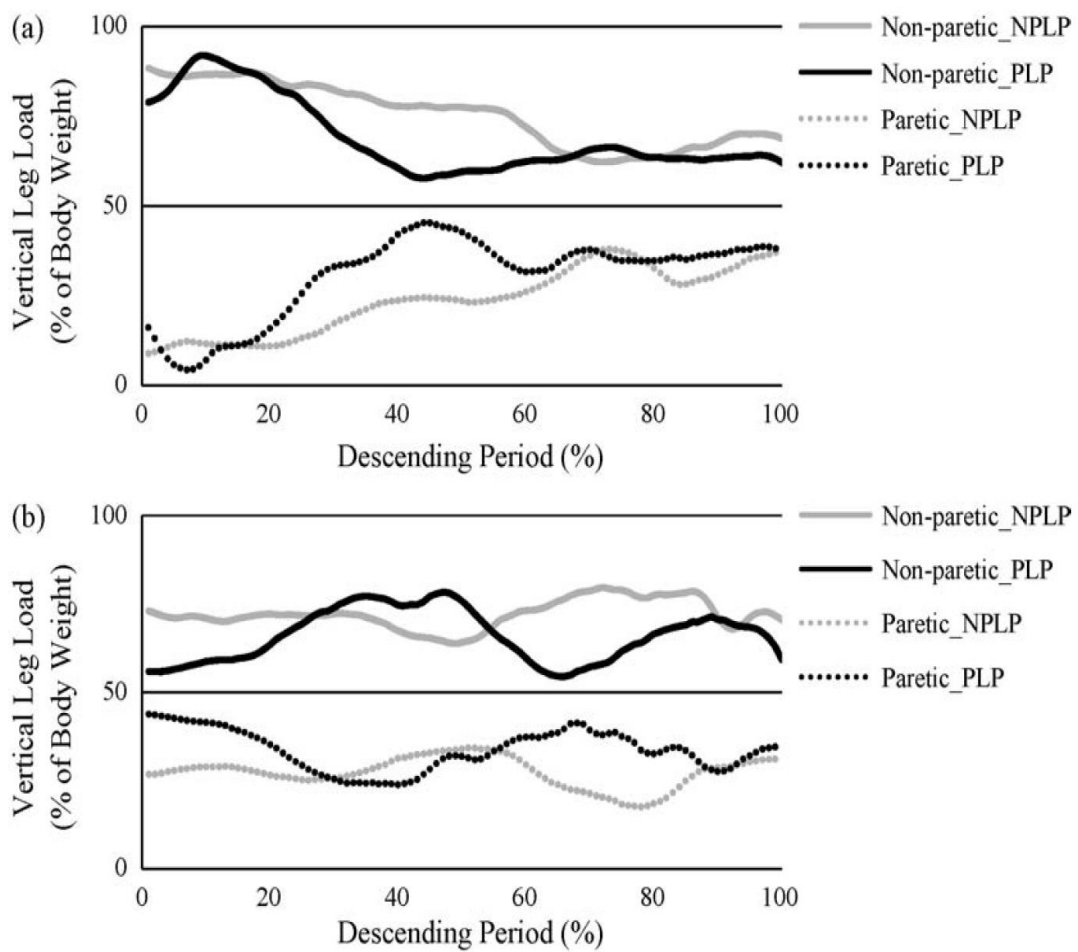 (a)
100
50
0
Vertical Leg Load
(% of Body Weight)
0 20 40 60 80 100
Descending Period (%)
Non-paretic_NPLP
Non-paretic_PLP
Paretic_NPLP
Paretic_PLP
(b)
100
50
0
Vertical Leg Load
(% of Body Weight)
0 20 40 60 80 100
Descending Period (%)
Non-paretic_NPLP
Non-paretic_PLP
Paretic_NPLP
Paretic_PLP